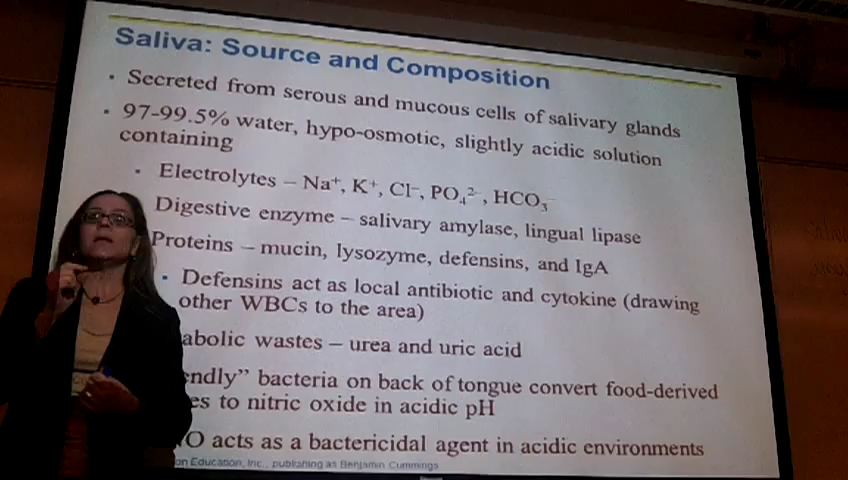 Saliva: Source and Composition
• Secreted from serous and mucous cells of salivary glands
• 97-99.5% water, hypo-osmotic, slightly acidic solution
containing
• Electrolytes – Na⁺, K⁺, Cl⁻, PO₄²⁻, HCO₃⁻
Digestive enzyme – salivary amylase, lingual lipase
Proteins – mucin, lysozyme, defensins, and IgA
• Defensins act as local antibiotic and cytokine (drawing
other WBCs to the area)
abolic wastes – urea and uric acid
endly” bacteria on back of tongue convert food-derived
es to nitric oxide in acidic pH
O acts as a bactericidal agent in acidic environments
on Education, Inc., publishing as Benjamin Cummings